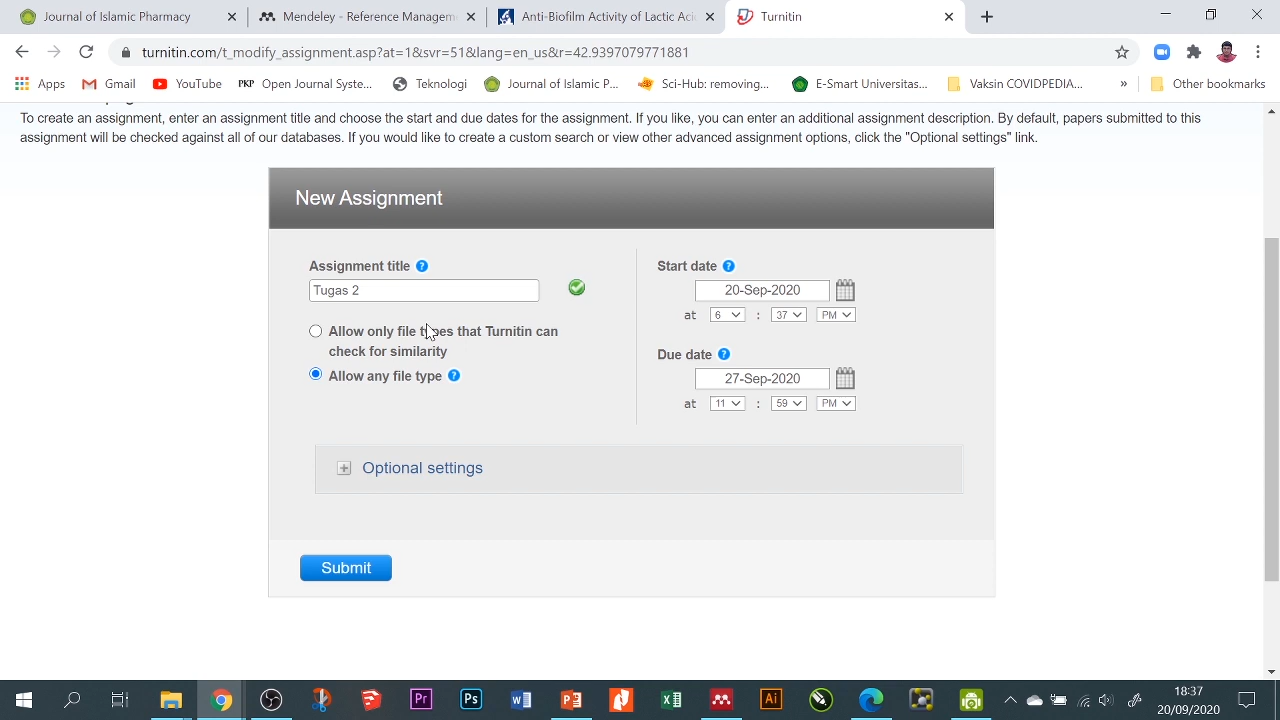 Journal of Islamic Pharmacy
Mendeley - Reference Managem
Anti-Biofilm Activity of Lactic Aci
Turnitin
turnitin.com/t_modify_assignment.asp?at=1&svr=51&lang=en_us&r=42.9397079771881
Apps
Gmail
YouTube
PKP Open Journal Syste...
Teknologi
Journal of Islamic P...
Sci-Hub: removing...
E-Smart Universitas...
Vaksin COVIDPEDIA...
»
Other bookmarks
To create an assignment, enter an assignment title and choose the start and due dates for the assignment. If you like, you can enter an additional assignment description. By default, papers submitted to this
assignment will be checked against all of our databases. If you would like to create a custom search or view other advanced assignment options, click the "Optional settings" link.
New Assignment
Assignment title ?
Tugas 2
Allow only file types that Turnitin can
check for similarity
Allow any file type ?
Start date ?
20-Sep-2020
at 6 : 37 PM
Due date ?
27-Sep-2020
at 11 : 59 PM
Optional settings
Submit
Pr
Ps
Ai
18:37
20/09/2020